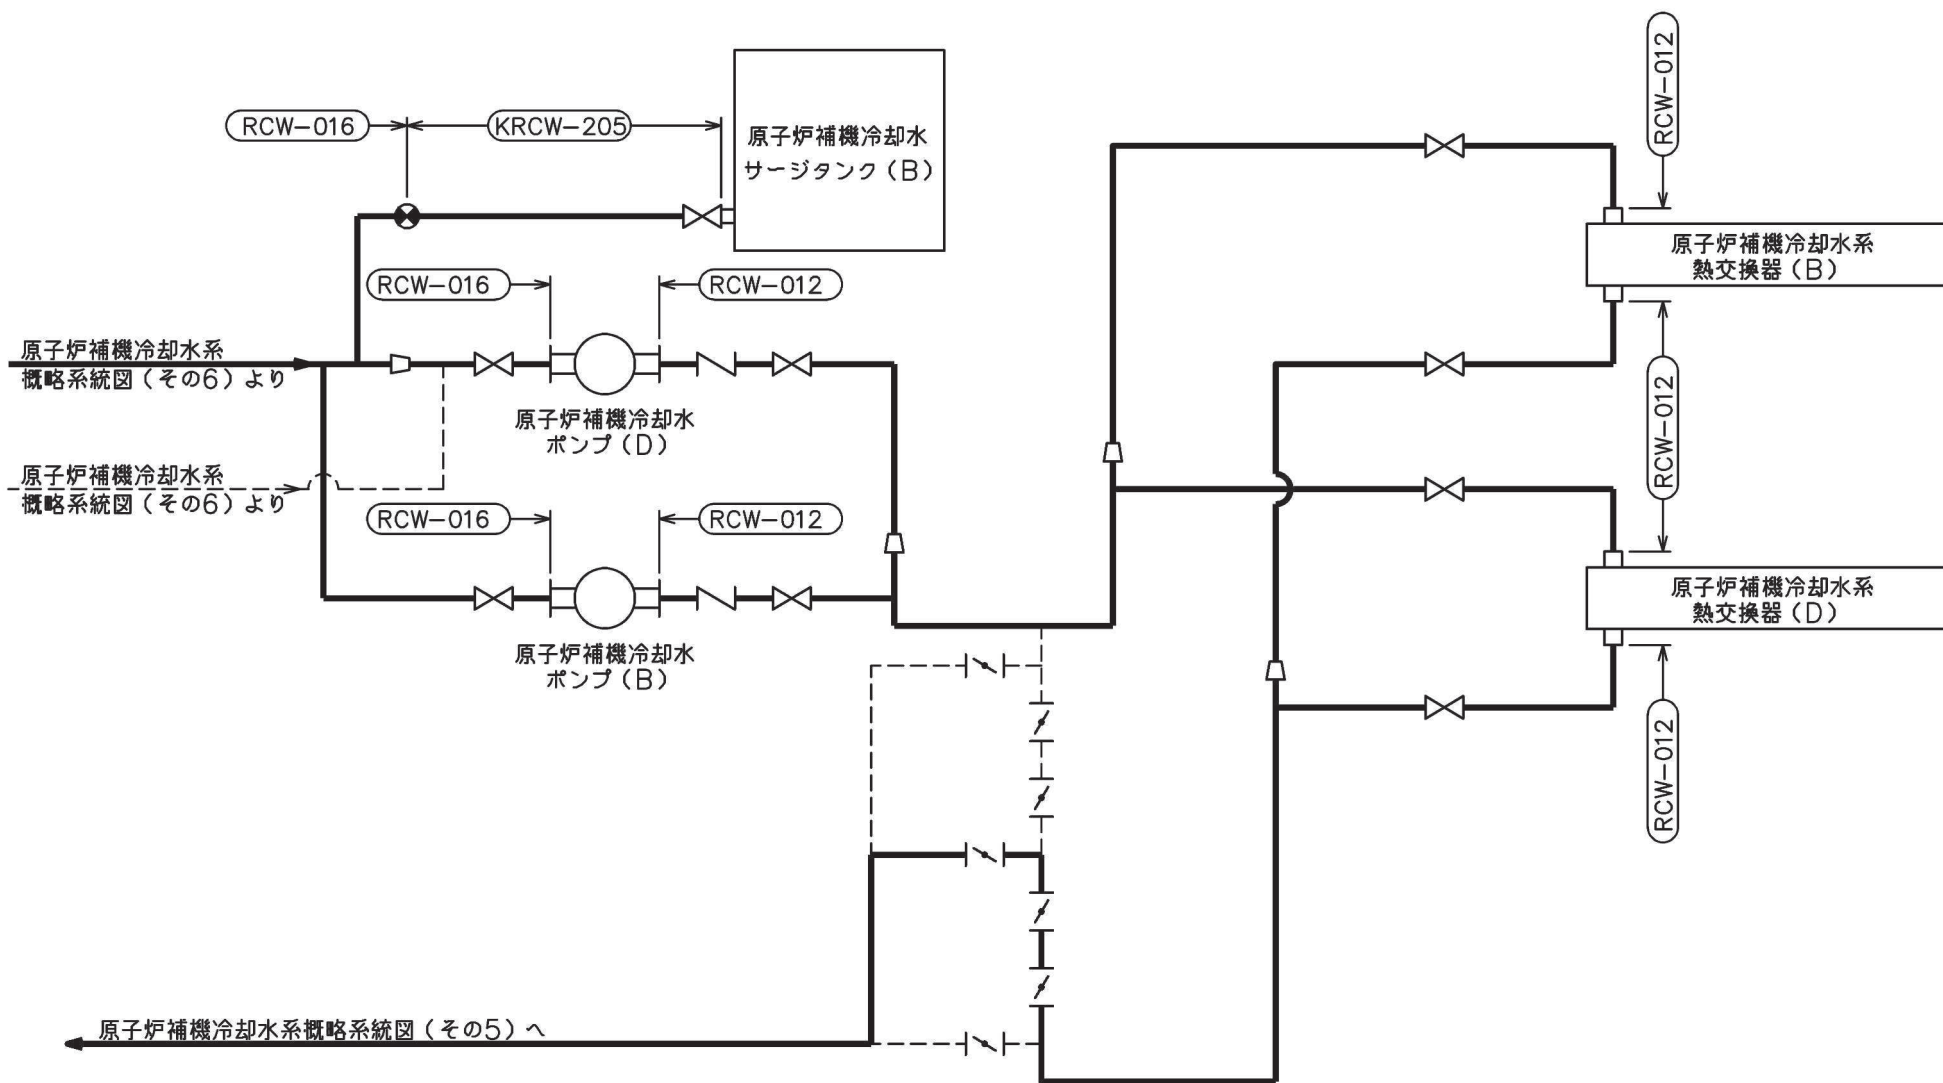 RCW-012
RCW-016
KRCW-205
原子炉補機冷却水
サージタンク(B)
原子炉補機冷却水系
熱交換器(B)
RCW-016
RCW-012
原子炉補機冷却水系
概略系統図(その6)より
原子炉補機冷却水
ポンプ(D)
RCW-012
原子炉補機冷却水系
概略系統図(その6)より
RCW-016
RCW-012
原子炉補機冷却水系
熱交換器(D)
原子炉補機冷却水
ポンプ(B)
RCW-012
原子炉補機冷却水系概略系統図(その5)へ